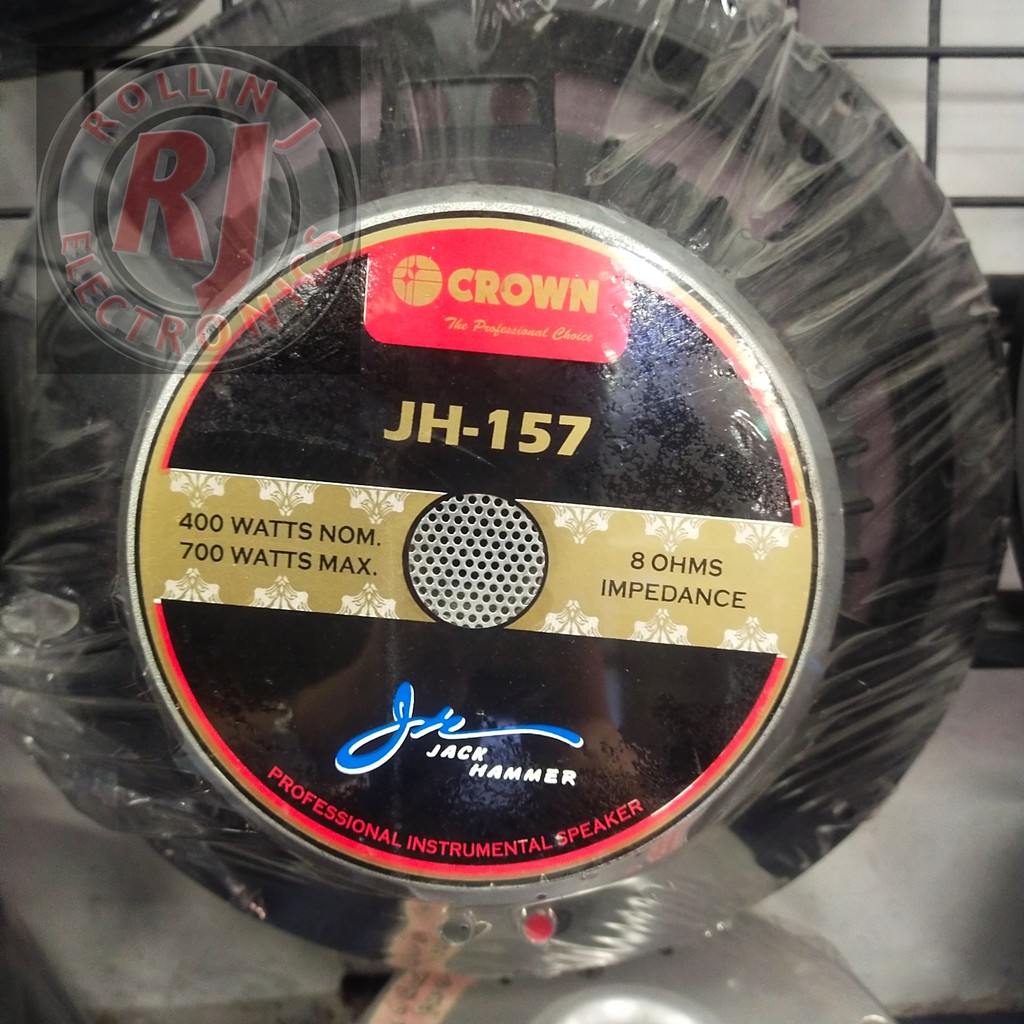 ROLLIN J
RJ
ELECTRONICS
CROWN
The Professional Choice
JH-157
400 WATTS NOM.
700 WATTS MAX.
8 OHMS
IMPEDANCE
JACK
HAMMER
PROFESSIONAL INSTRUMENTAL SPEAKER